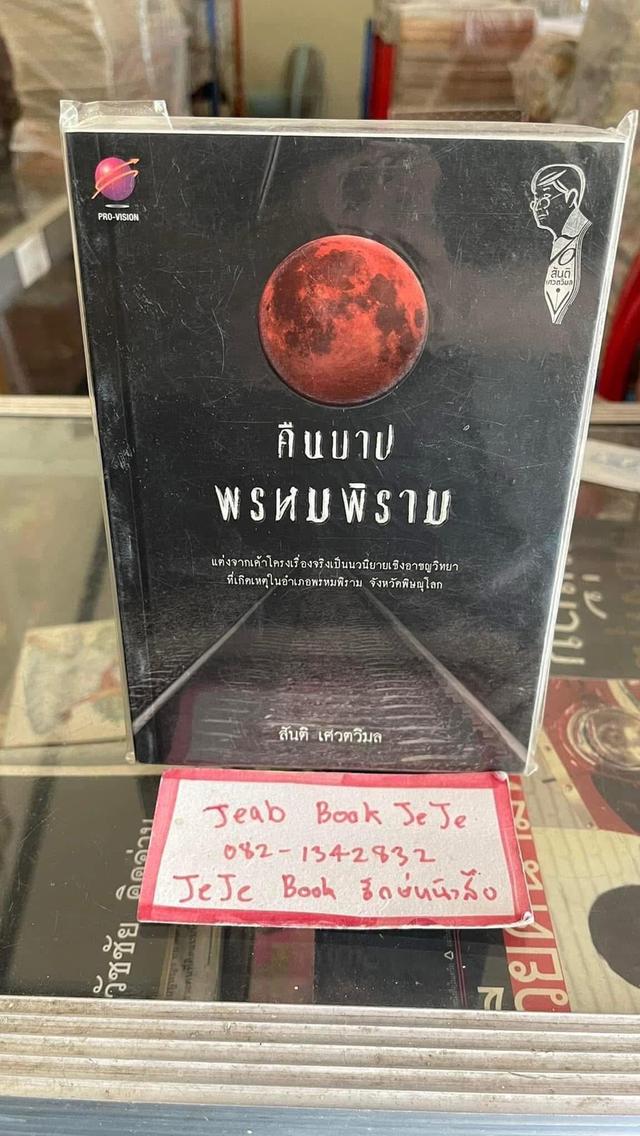 PRO-VISION
๖๐
สันติ
เศวตวิมล
คืนบาป
พรหมพิราม
แต่งจากเค้าโครงเรื่องจริงเป็นนวนิยายเชิงอาชญวิทยา
ที่เกิดเหตุในอำเภอพรหมพิราม จังหวัดพิษณุโลก
สันติ เศวตวิมล
Jeab Book JeJe
082-1342832
JeJe Book รักษ์หนังสือ